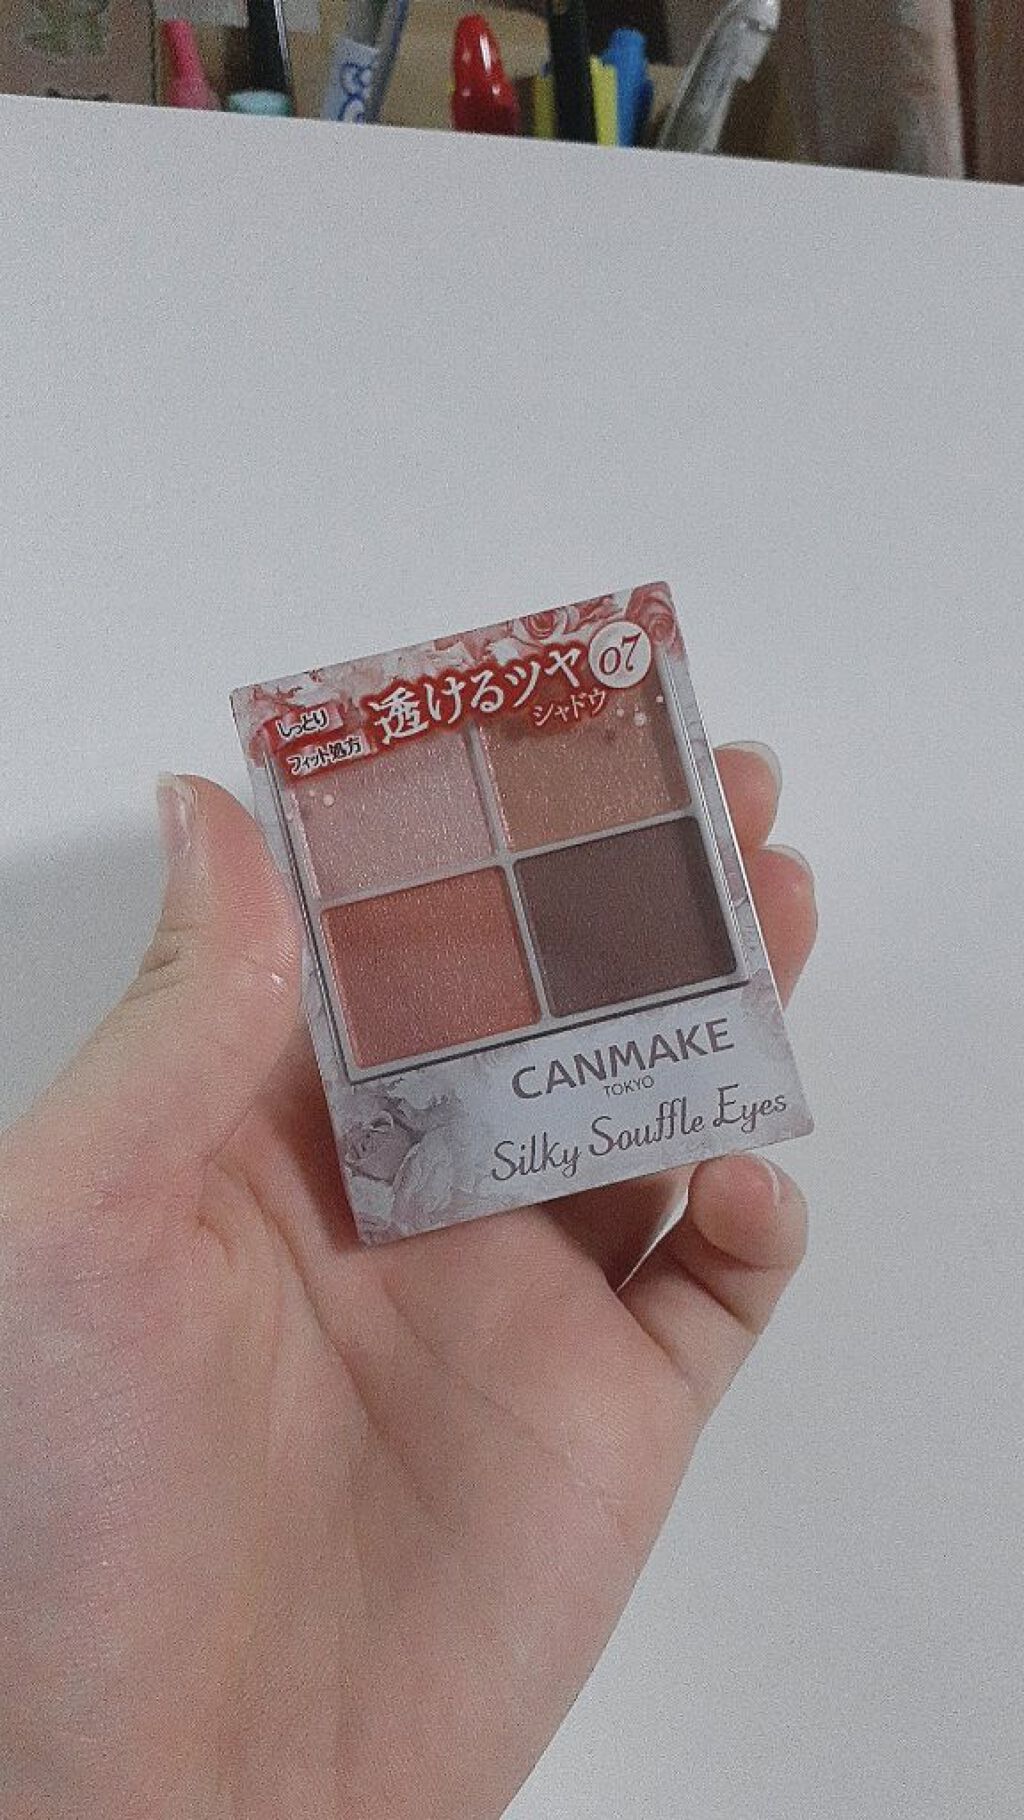 しっとり
フィット処方
透けるツヤ
シャドウ
07
CANMAKE
TOKYO
Silky Souffle Eyes